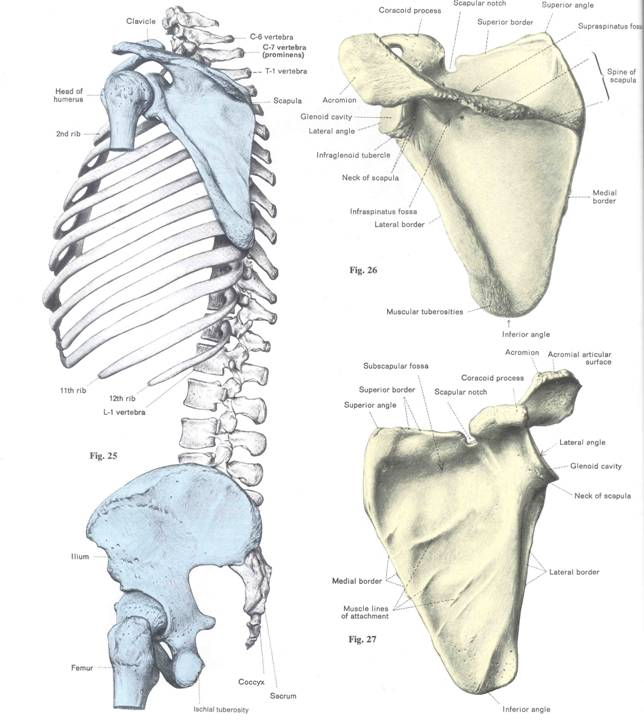 Clavicle
C-6 vertebra
C-7 vertebra
(prominens)
T-1 vertebra
Head of
humerus
Scapula
2nd rib
11th rib
12th rib
L-1 vertebra
Fig. 25
Ilium
Femur
Coccyx
Sacrum
Ischial tuberosity
Coracoid process
Scapular notch
Superior border
Superior angle
Supraspinatus foss
Spine of
scapula
Acromion
Glenoid cavity
Lateral angle
Infraglenoid tubercle
Neck of scapula
Infraspinatus fossa
Lateral border
Medial
border
Fig. 26
Muscular tuberosities
Inferior angle
Subscapular fossa
Superior border
Superior angle
Coracoid process
Scapular notch
Acromion
Acromial articular
surface
Lateral angle
Glenoid cavity
Neck of scapula
Medial border
Lateral border
Muscle lines
of attachment
Fig. 27
Inferior angle